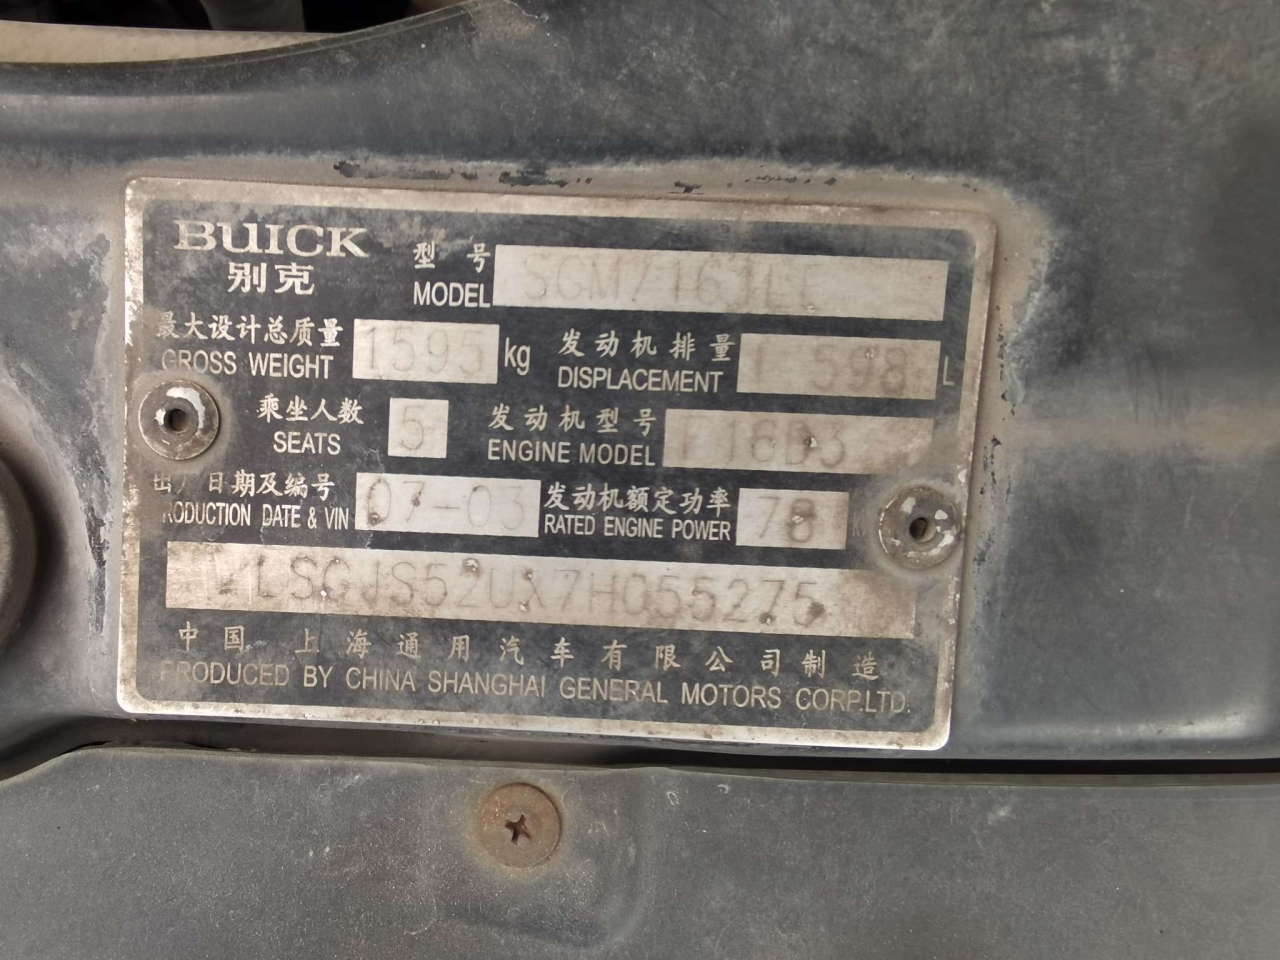 BUICK
别克
型号 MODEL
最大设计总质量 GROSS WEIGHT 1595 kg 发动机排量 DISPLACEMENT 1.598 L
乘坐人数 SEATS 5 发动机型号 ENGINE MODEL F16D3
出厂日期及编号 PRODUCTION DATE & VIN 07-03 发动机额定功率 RATED ENGINE POWER 78
LSGJS52UX7H055275
中国 上海通用汽车有限公司制造
PRODUCED BY CHINA SHANGHAI GENERAL MOTORS CORP.LTD.